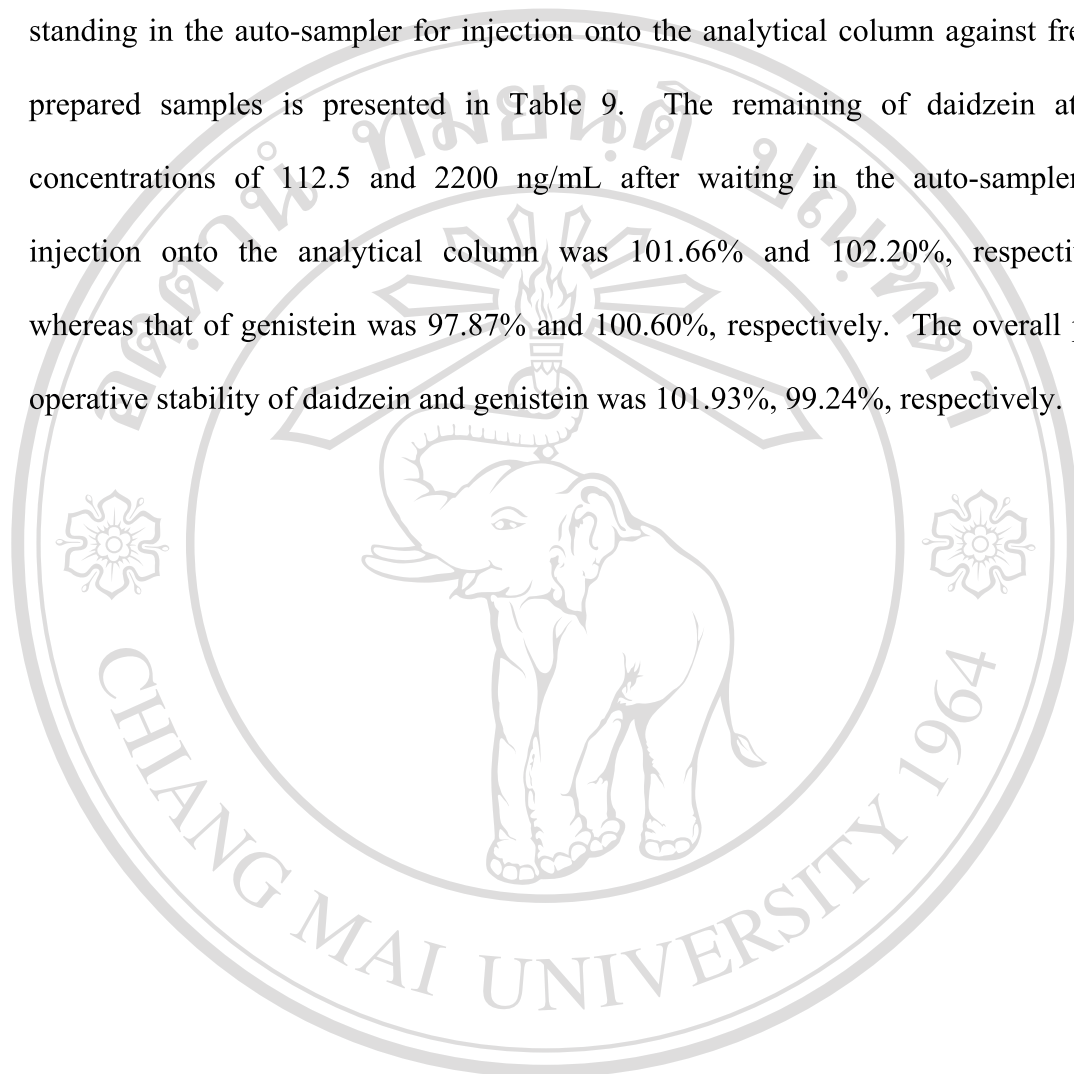 standing in the auto-sampler for injection onto the analytical column against fre
prepared samples is presented in Table 9. The remaining of daidzein at
concentrations of 112.5 and 2200 ng/mL after waiting in the auto-sampler
injection onto the analytical column was 101.66% and 102.20%, respecti
whereas that of genistein was 97.87% and 100.60%, respectively. The overall
operative stability of daidzein and genistein was 101.93%, 99.24%, respectively.
CHIANG MAI UNIVERSITY 1964